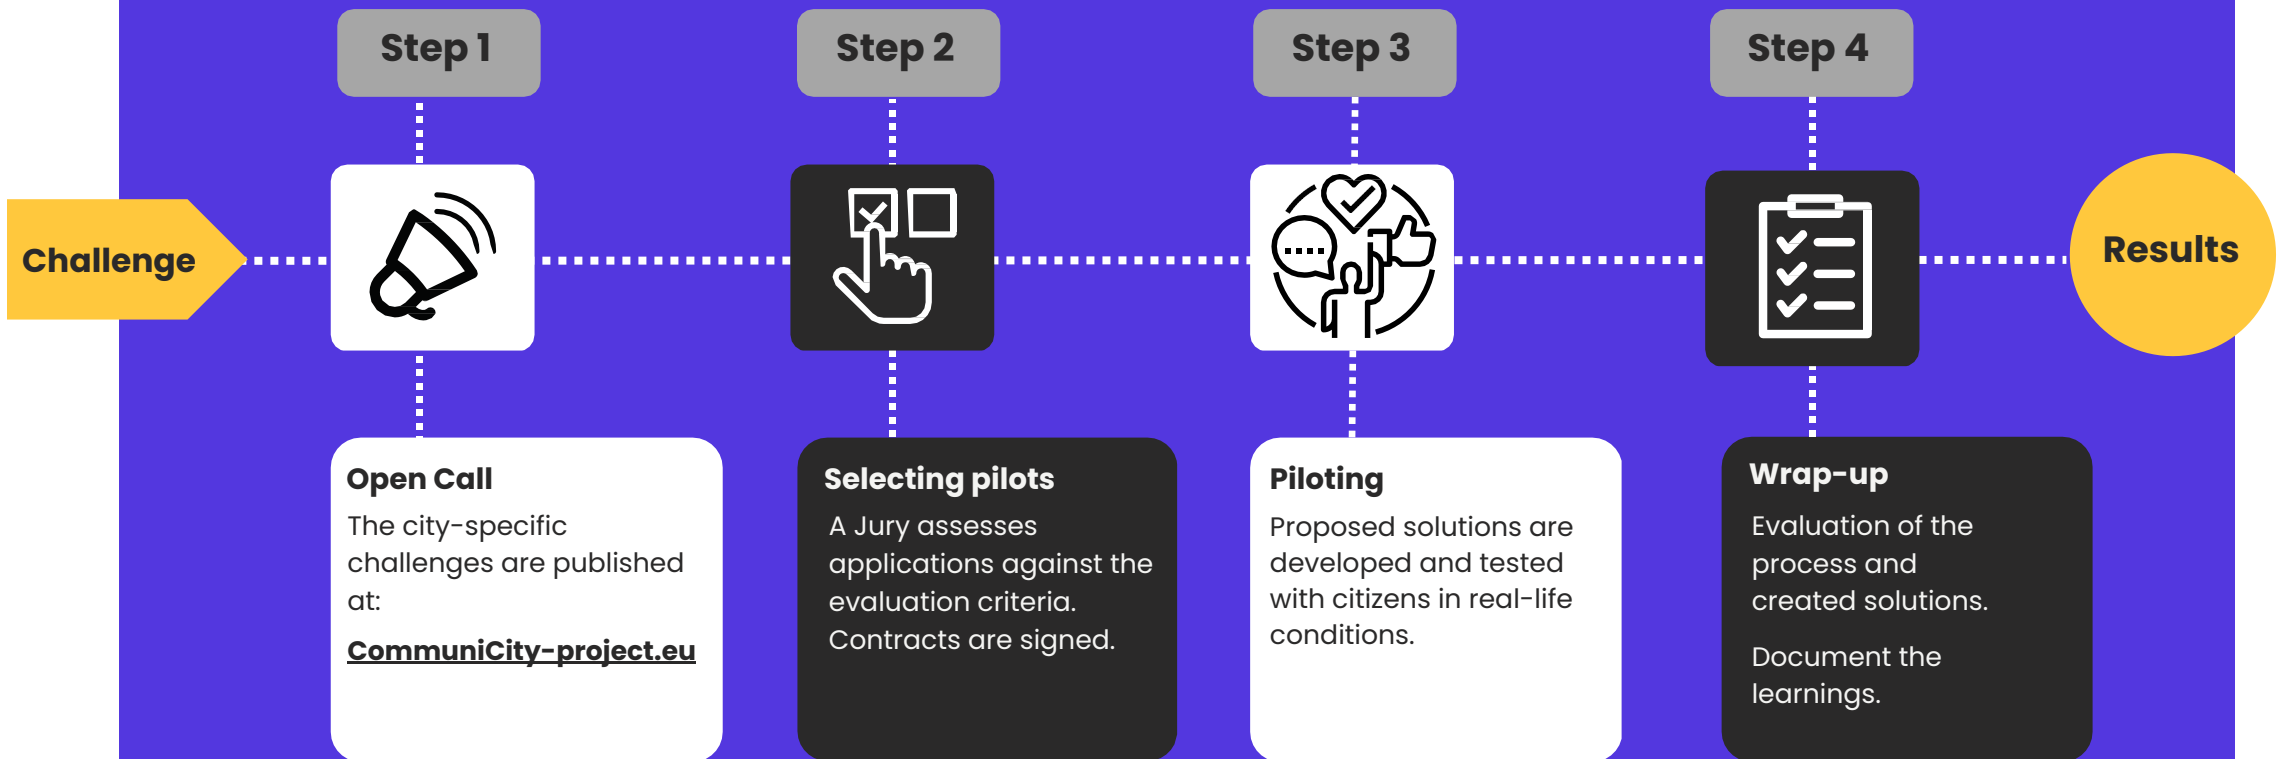 Step 1
Step 2
Step 3
Step 4
Challenge
Results
Open Call
The city-specific
challenges are published
at:
CommuniCity-project.eu
Selecting pilots
A Jury assesses
applications against the
evaluation criteria.
Contracts are signed.
Piloting
Proposed solutions are
developed and tested
with citizens in real-life
conditions.
Wrap-up
Evaluation of the
process and
created solutions.
Document the
learnings.